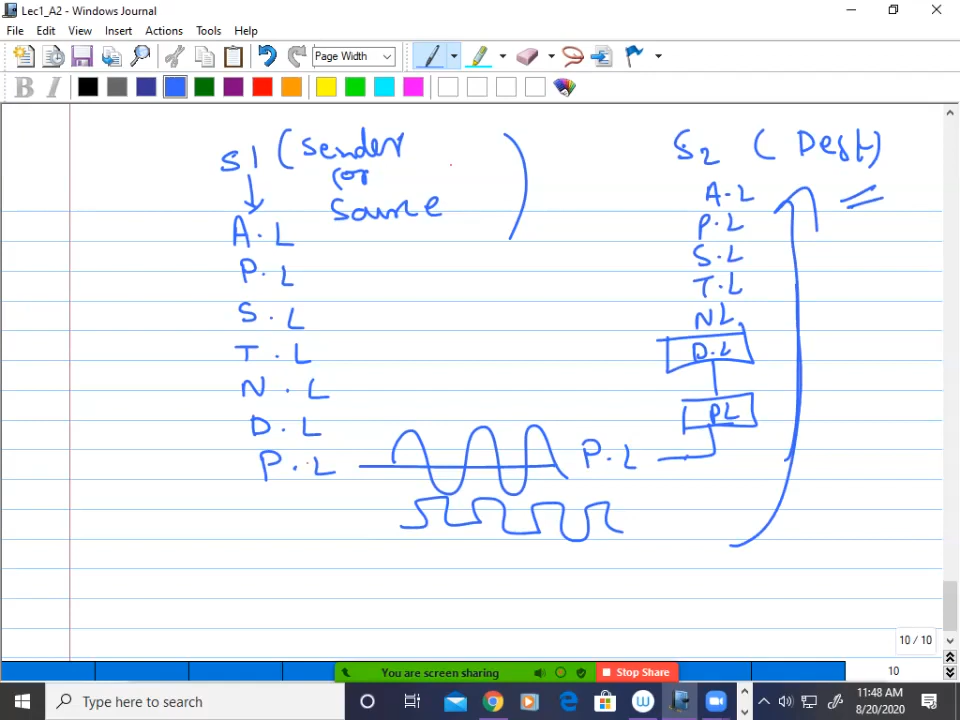 Lec1_A2 - Windows Journal
File Edit View Insert Actions Tools Help
Page Width
B I
S1 (Sender
(or
Source )
A.L
P.L
S.L
T.L
N.L
D.L
P.L
P.L
S2 (Dest)
A.L
P.L
S.L
T.L
NL
D.L
PL
10 / 10
You are screen sharing
Stop Share
10
Type here to search
11:48 AM
8/20/2020